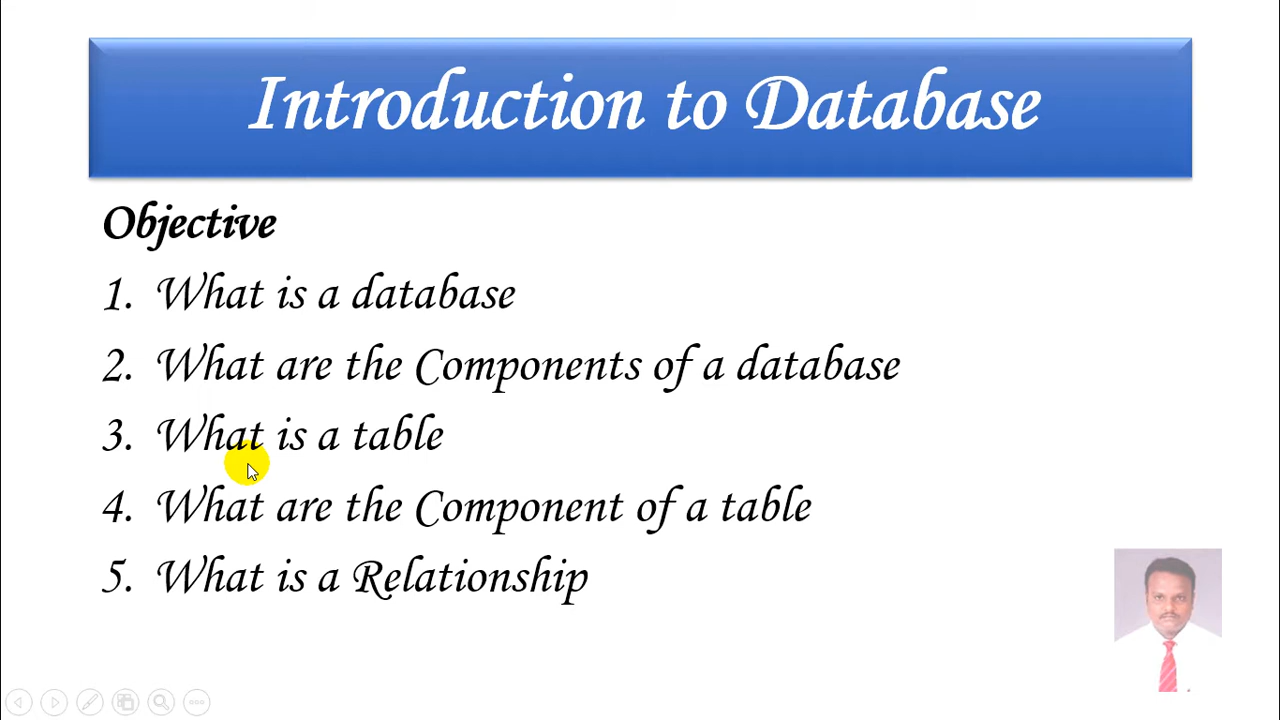 Introduction to Database
Objective
1. What is a database
2. What are the Components of a database
3. What is a table
4. What are the Component of a table
5. What is a Relationship